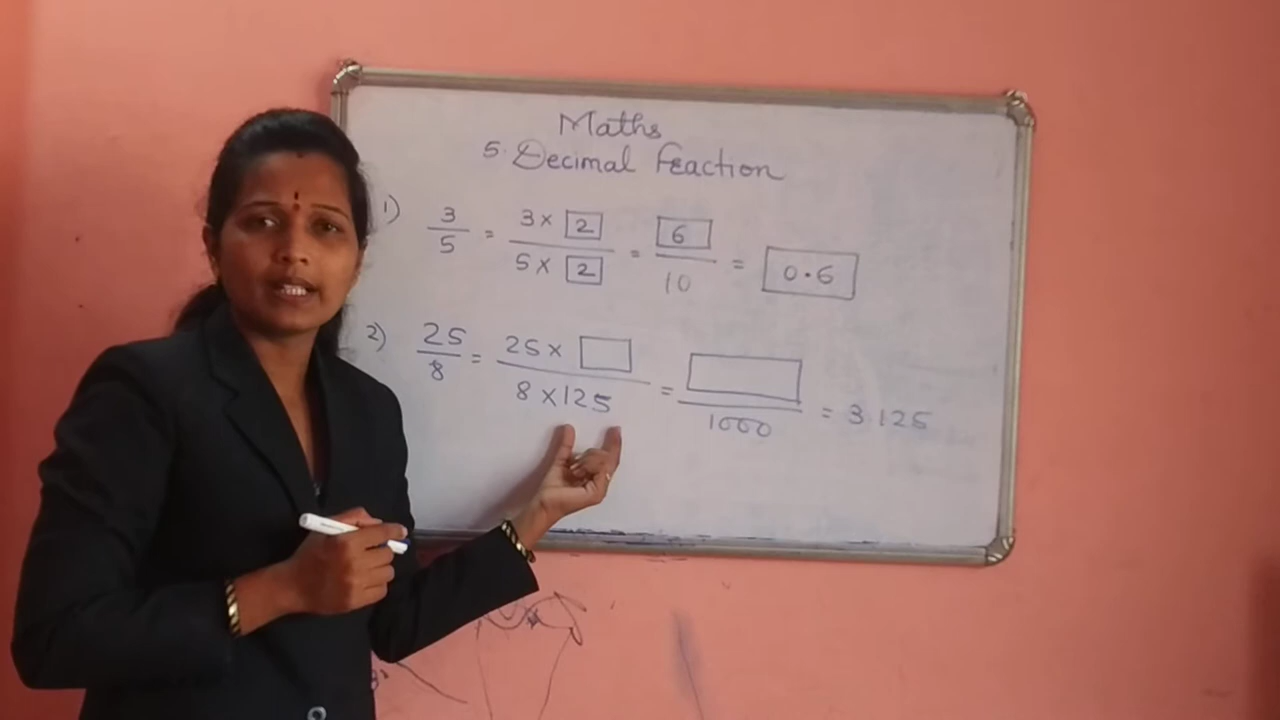 Maths
5. Decimal Fraction
1) 3/5 = 3 × 2 / 5 × 2 = 6/10 = 0.6
2) 25/8 = 25 × □ / 8 × 125 = □/1000 = 3.125